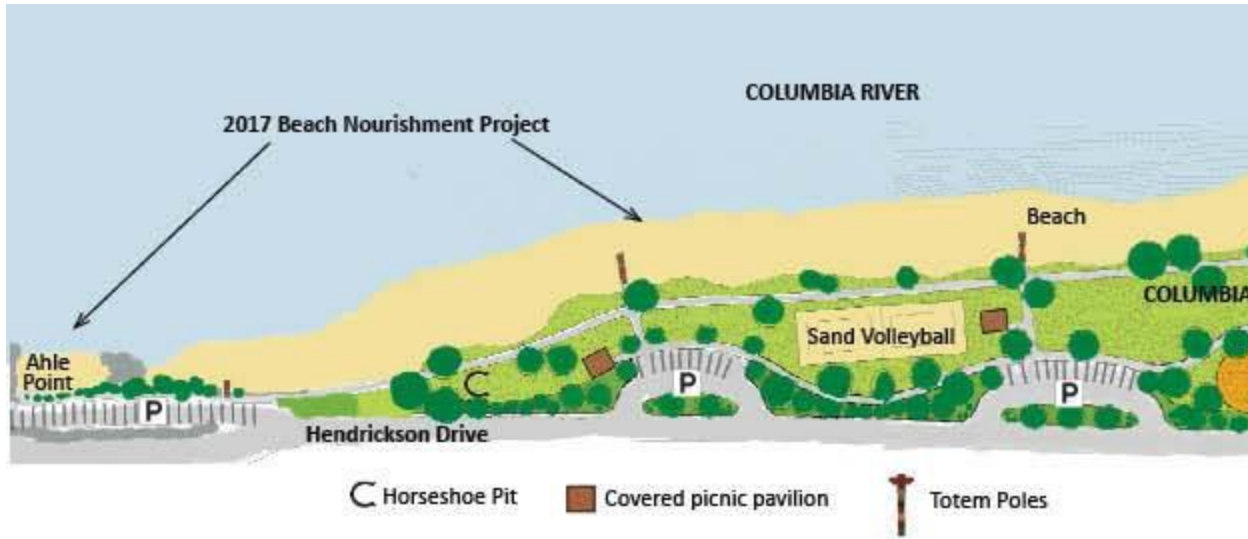 COLUMBIA RIVER
2017 Beach Nourishment Project
Beach
COLUMBIA
Sand Volleyball
Ahle
Point
P
P
P
Hendrickson Drive
Horseshoe Pit
Covered picnic pavilion
Totem Poles